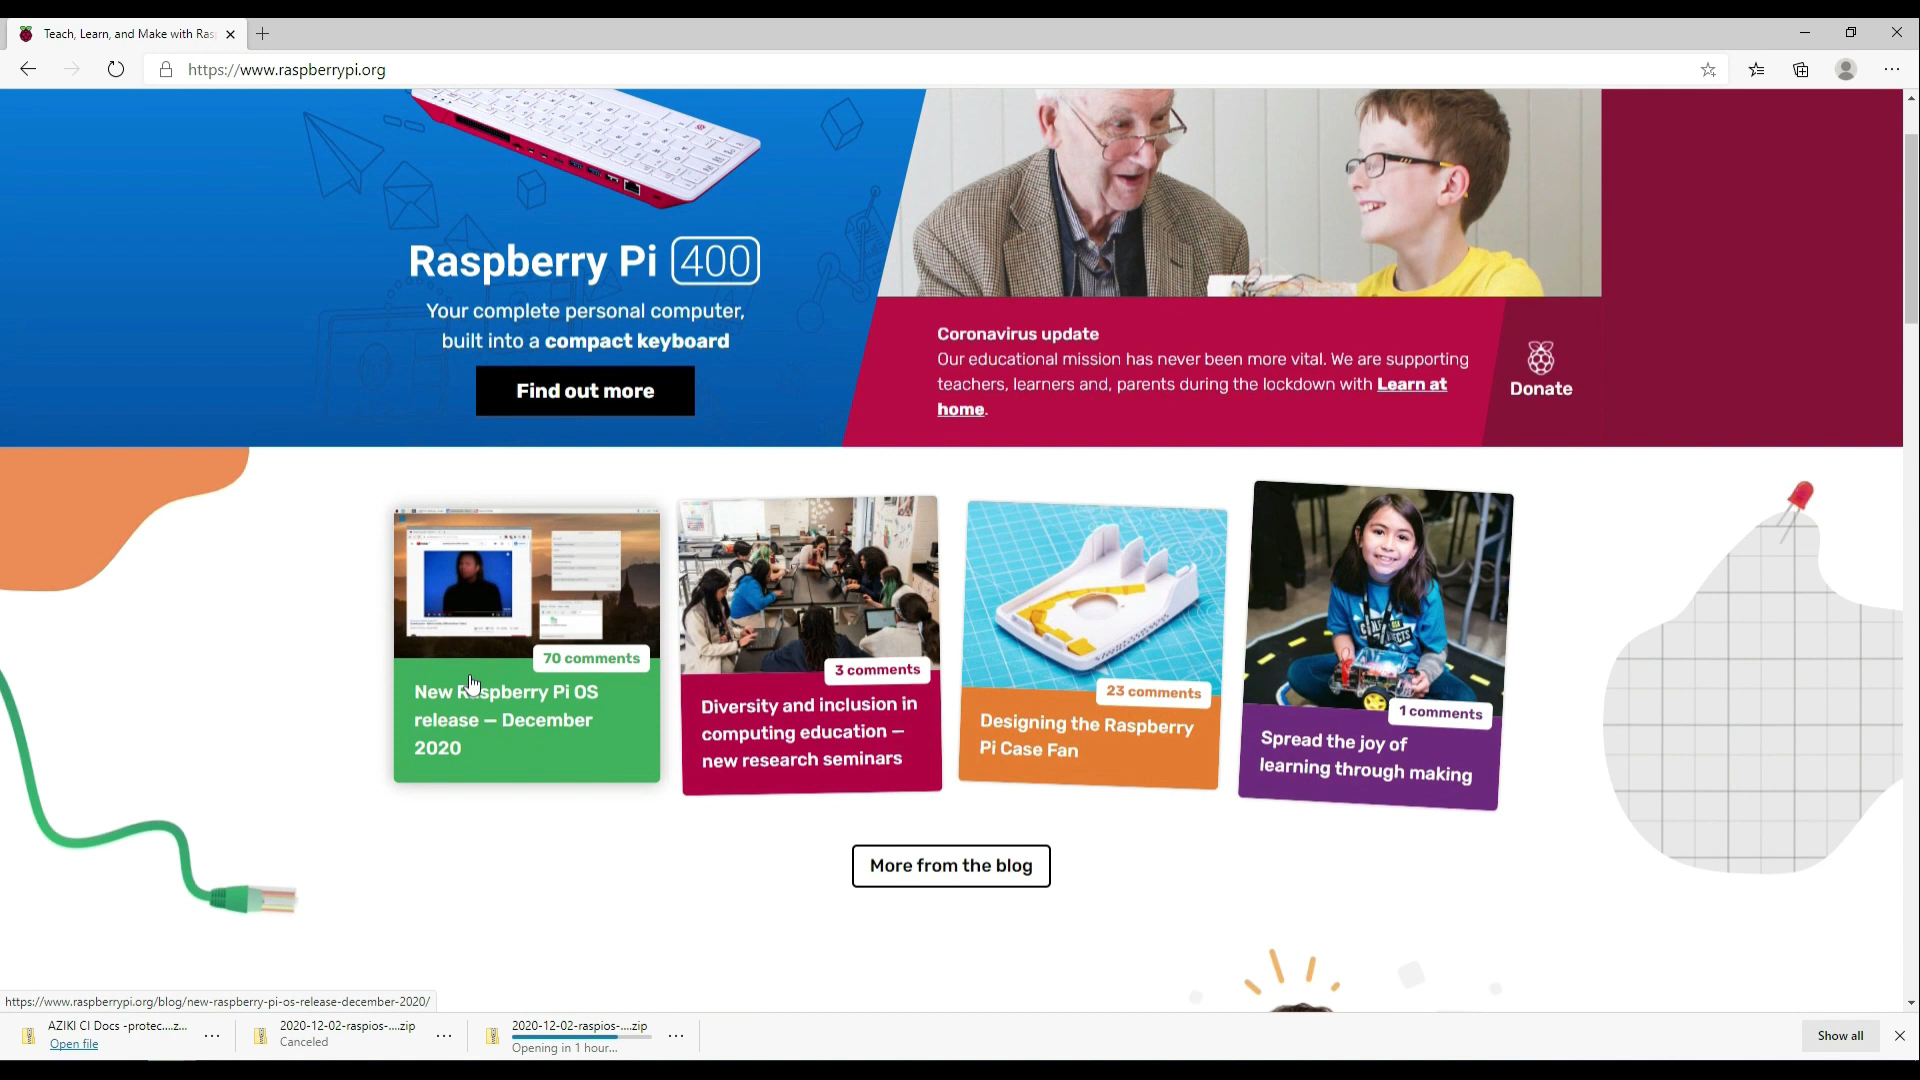 Teach, Learn, and Make with Ras
https://www.raspberrypi.org
Raspberry Pi 400
Your complete personal computer,
built into a compact keyboard
Find out more
Coronavirus update
Our educational mission has never been more vital. We are supporting
teachers, learners and, parents during the lockdown with Learn at
home.
Donate
70 comments
New Raspberry Pi OS
release – December
2020
3 comments
Diversity and inclusion in
computing education –
new research seminars
23 comments
Designing the Raspberry
Pi Case Fan
1 comments
Spread the joy of
learning through making
More from the blog
https://www.raspberrypi.org/blog/new-raspberry-pi-os-release-december-2020/
AZIKI CI Docs -protec....z...
Open file
2020-12-02-raspios-....zip
Canceled
2020-12-02-raspios-....zip
Opening in 1 hour...
Show all